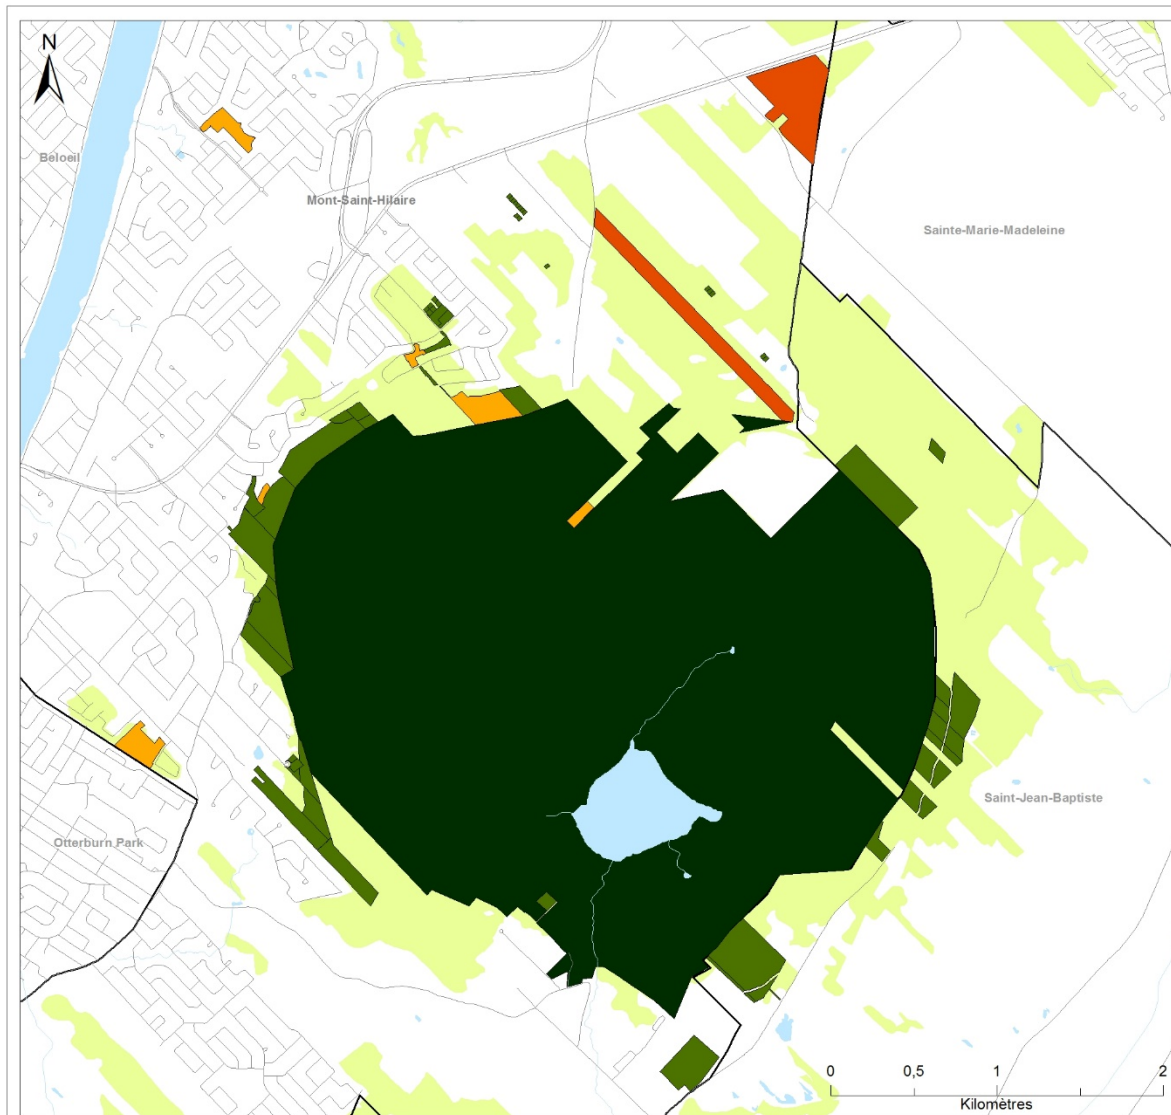 N
Beloeil
Mont-Saint-Hilaire
Sainte-Marie-Madeleine
Saint-Jean-Baptiste
Otterburn Park
0 0,5 1 2
Kilomètres